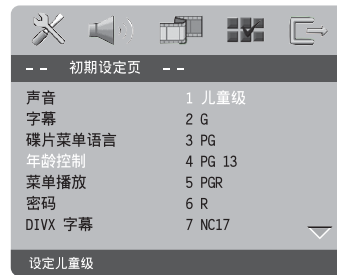 -- 初期设定页 --
声音 1 儿童级
字幕 2 G
碟片菜单语言 3 PG
年龄控制 4 PG 13
菜单播放 5 PGR
密码 6 R
DIVX 字幕 7 NC17
设定儿童级